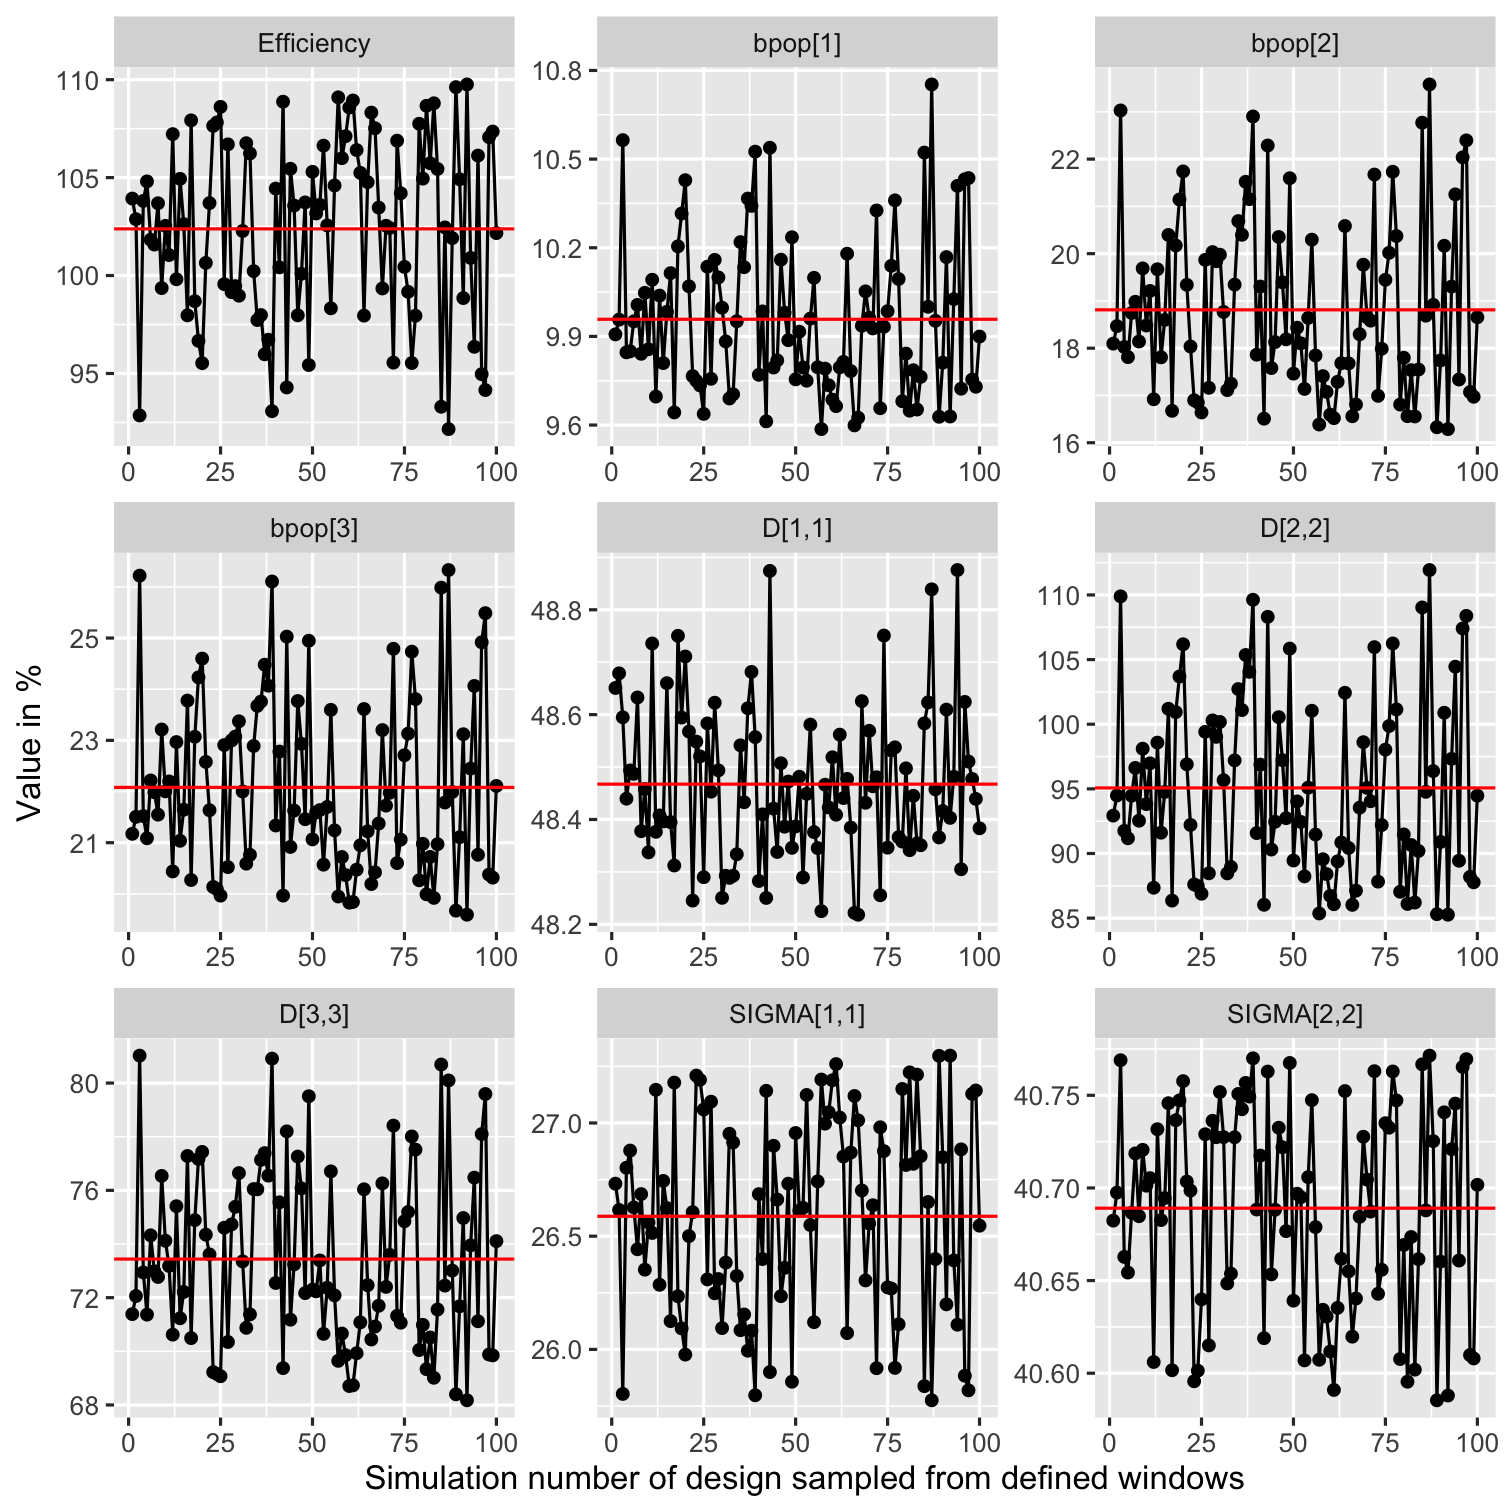 Efficiency
bpop[1]
bpop[2]
110
105
100
95
10.8
10.5
10.2
9.9
9.6
22
20
18
16
0 25 50 75 100
0 25 50 75 100
0 25 50 75 100
bpop[3]
D[1,1]
D[2,2]
25
23
21
48.8
48.6
48.4
48.2
110
105
100
95
90
85
0 25 50 75 100
0 25 50 75 100
0 25 50 75 100
D[3,3]
SIGMA[1,1]
SIGMA[2,2]
80
76
72
68
27.0
26.5
26.0
40.75
40.70
40.65
40.60
0 25 50 75 100
0 25 50 75 100
0 25 50 75 100
Value in %
Simulation number of design sampled from defined windows